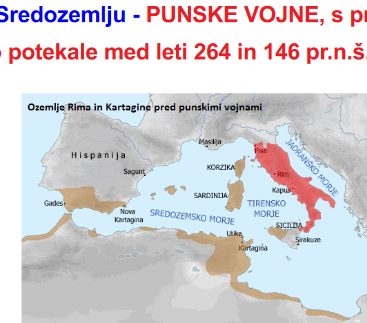 Sredozemlju - PUNSKE VOJNE, s
potekale med leti 264 in 146 pr.n.š.
Ozemlje Rima in Kartagine pred punskimi vojnami
Masilija
Pisa
JADRANSKO MORJE
Hispanija
KORZIKA
Rim
Sagunt
Kapua
SARDINIJA
TIRENSKO
MORJE
Gades
Nova
Kartagina
SREDOZEMSKO MORJE
SICILIJA
Utika
Sirakuze
Kartagina